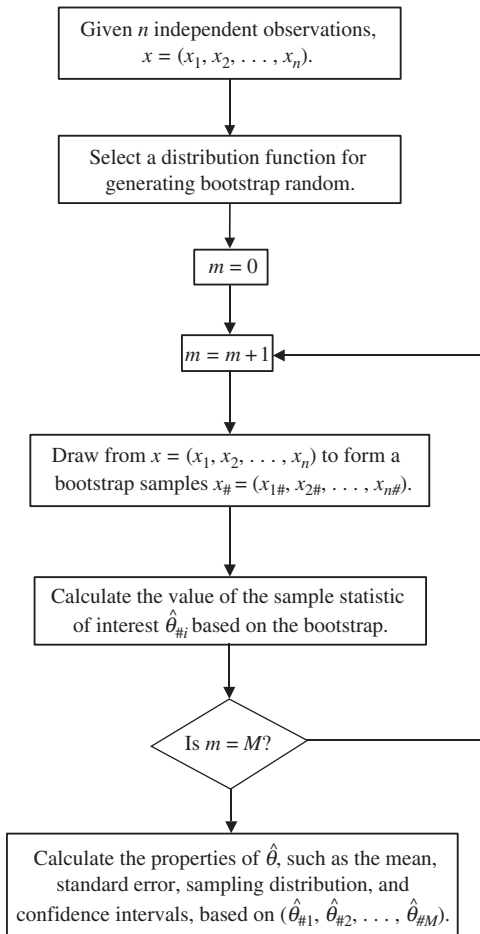 Given n independent observations,
x = (x₁, x₂, . . . , xₙ).
Select a distribution function for
generating bootstrap random.
m = 0
m = m + 1
Draw from x = (x₁, x₂, . . . , xₙ) to form a
bootstrap samples x# = (x₁#, x₂#, . . . , xₙ#).
Calculate the value of the sample statistic
of interest θ̂#i based on the bootstrap.
Is m = M?
Calculate the properties of θ̂, such as the mean,
standard error, sampling distribution, and
confidence intervals, based on (θ̂#1, θ̂#2, . . . , θ̂#M).